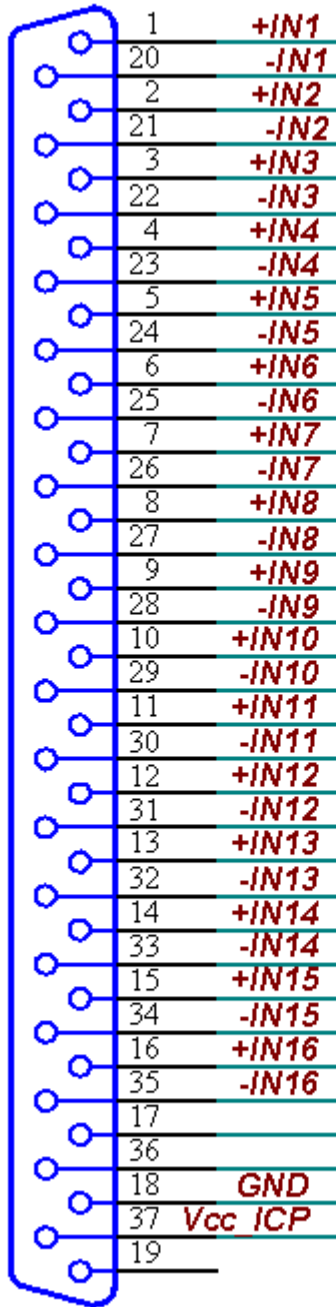 1 +IN1
20 -IN1
2 +IN2
21 -IN2
3 +IN3
22 -IN3
4 +IN4
23 -IN4
5 +IN5
24 -IN5
6 +IN6
25 -IN6
7 +IN7
26 -IN7
8 +IN8
27 -IN8
9 +IN9
28 -IN9
10 +IN10
29 -IN10
11 +IN11
30 -IN11
12 +IN12
31 -IN12
13 +IN13
32 -IN13
14 +IN14
33 -IN14
15 +IN15
34 -IN15
16 +IN16
35 -IN16
17
36
18 GND
37 Vcc_ICP
19